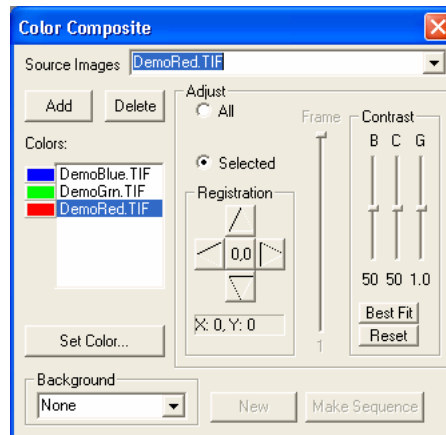 Color Composite
Source Images DemoRed.TIF
Add Delete
Colors:
DemoBlue.TIF
DemoGrn.TIF
DemoRed.TIF
Set Color...
Background
None
Adjust
All
Selected
Registration
0,0
X: 0, Y: 0
Frame
1
Contrast
B C G
50 50 1.0
Best Fit
Reset
New Make Sequence